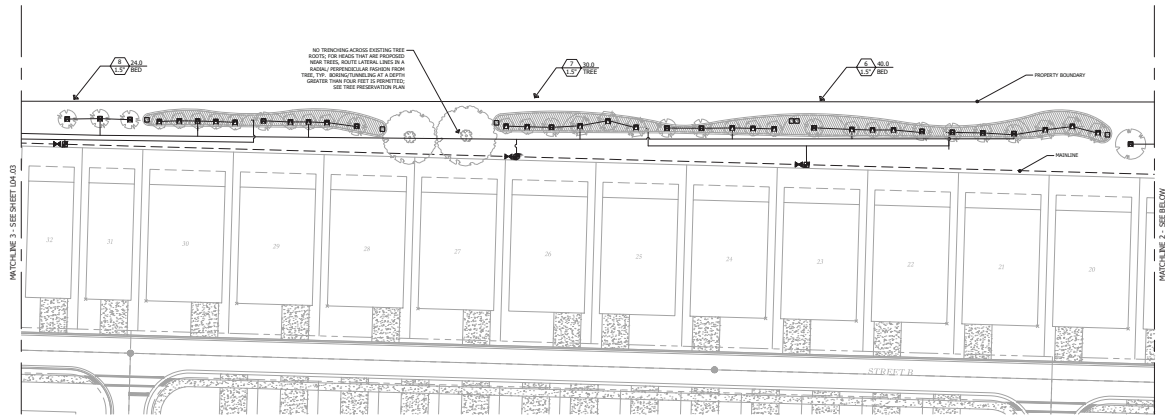 NO TRENCHING ACROSS EXISTING TREE
ROOTS; FOR HEADS THAT ARE PROPOSED
NEAR TREES, ROUTE LATERAL LINES IN A
RADIAL/ PERPENDICULAR FASHION FROM
TREE, TYP. BORING/TUNNELING AT A DEPTH
GREATER THAN FOUR FEET IS PERMITTED;
SEE TREE PRESERVATION PLAN
8 24.0
1.5" BED
7 30.0
1.5" TREE
6 40.0
1.5" BED
PROPERTY BOUNDARY
MAINLINE
MATCHLINE 3 - SEE SHEET L04.03
MATCHLINE 2 - SEE BELOW
32
31
30
29
28
27
26
25
24
23
22
21
20
STREET B